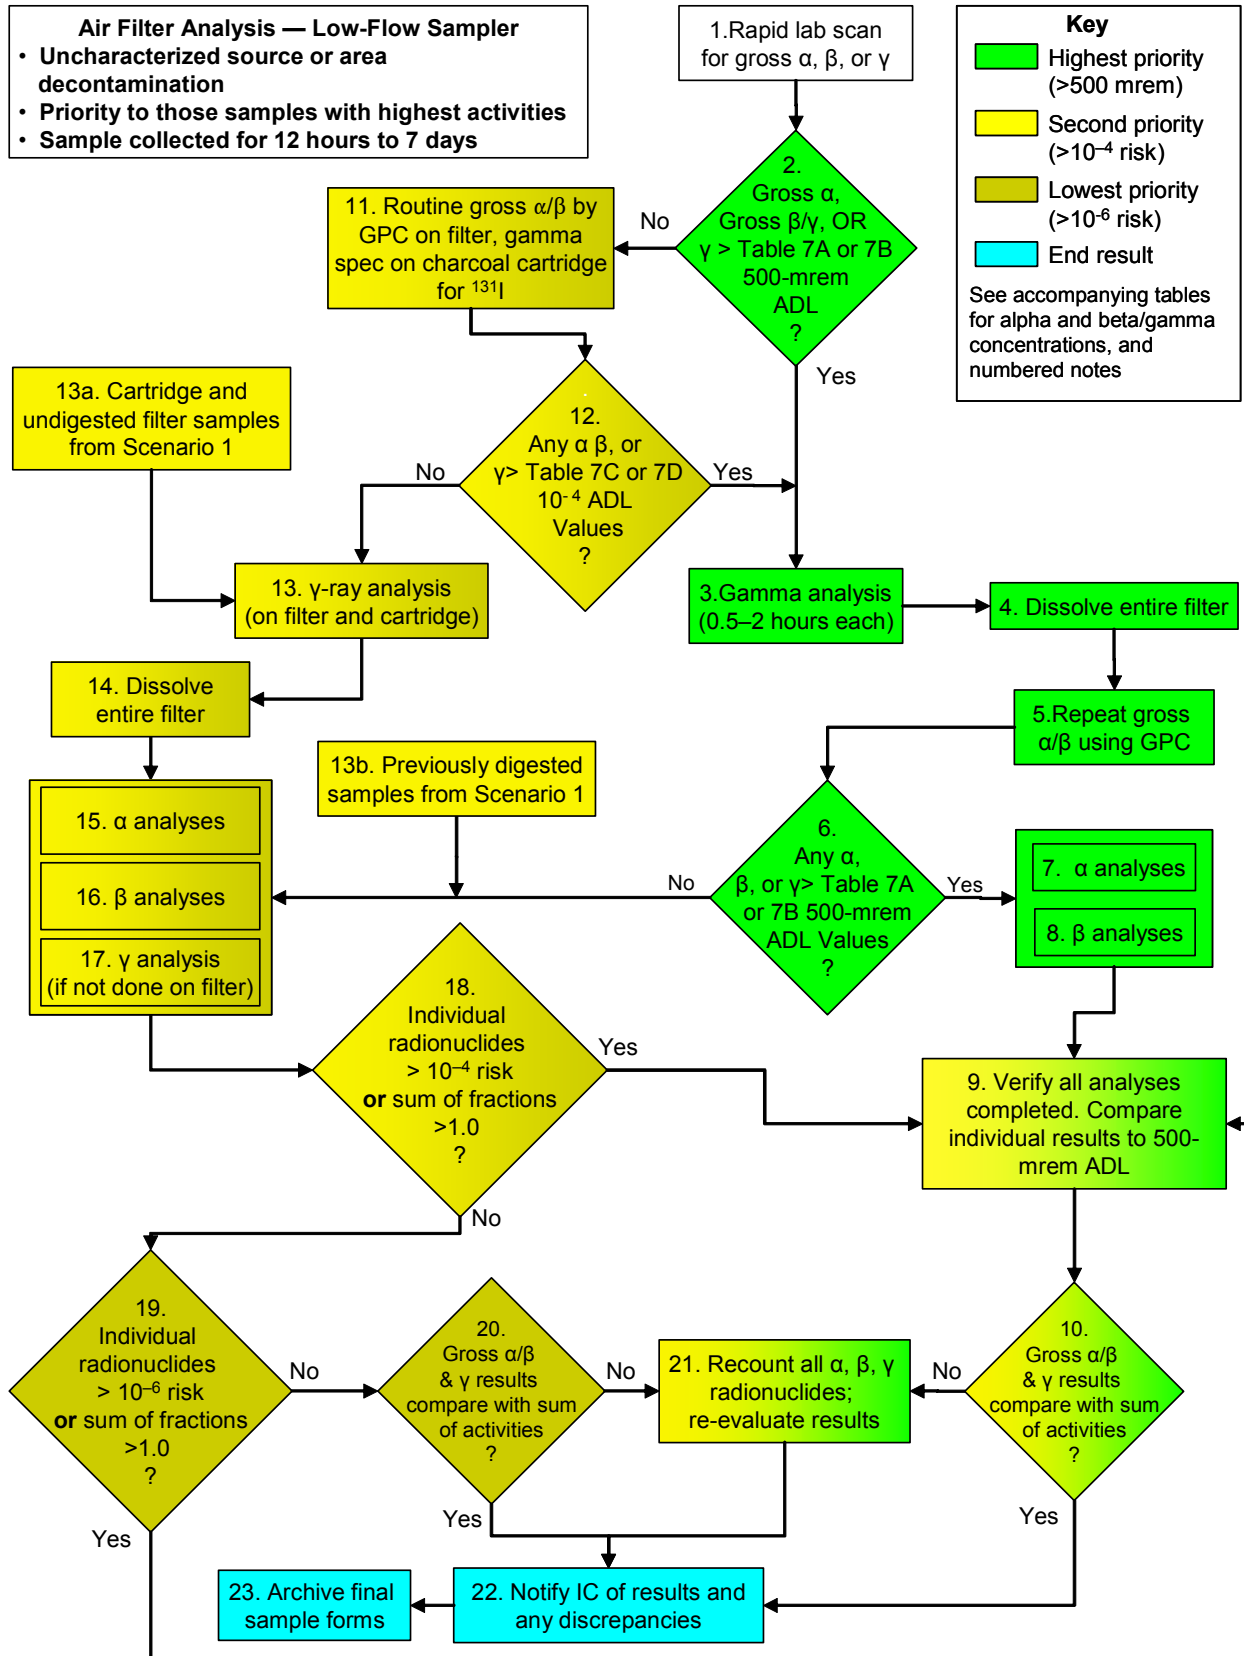 Air Filter Analysis — Low-Flow Sampler
• Uncharacterized source or area
decontamination
• Priority to those samples with highest activities
• Sample collected for 12 hours to 7 days
1.Rapid lab scan
for gross α, β, or γ
Key
Highest priority
(>500 mrem)
Second priority
(>10⁻⁴ risk)
Lowest priority
(>10⁻⁶ risk)
End result
See accompanying tables
for alpha and beta/gamma
concentrations, and
numbered notes
2.
Gross α,
Gross β/γ, OR
γ > Table 7A or 7B
500-mrem
ADL
?
No
Yes
11. Routine gross α/β by
GPC on filter, gamma
spec on charcoal cartridge
for ¹³¹I
12.
Any α β, or
γ> Table 7C or 7D
10⁻⁴ ADL
Values
?
No
Yes
13a. Cartridge and
undigested filter samples
from Scenario 1
13. γ-ray analysis
(on filter and cartridge)
3.Gamma analysis
(0.5–2 hours each)
4. Dissolve entire filter
14. Dissolve
entire filter
5.Repeat gross
α/β using GPC
13b. Previously digested
samples from Scenario 1
15. α analyses
16. β analyses
17. γ analysis
(if not done on filter)
6.
Any α,
β, or γ> Table 7A
or 7B 500-mrem
ADL Values
?
No
Yes
7. α analyses
8. β analyses
18.
Individual
radionuclides
> 10⁻⁴ risk
or sum of fractions
>1.0
?
Yes
No
9. Verify all analyses
completed. Compare
individual results to 500-
mrem ADL
19.
Individual
radionuclides
> 10⁻⁶ risk
or sum of fractions
>1.0
?
No
Yes
20.
Gross α/β
& γ results
compare with sum
of activities
?
No
Yes
21. Recount all α, β, γ
radionuclides;
re-evaluate results
No
10.
Gross α/β
& γ results
compare with sum
of activities
?
Yes
23. Archive final
sample forms
22. Notify IC of results and
any discrepancies